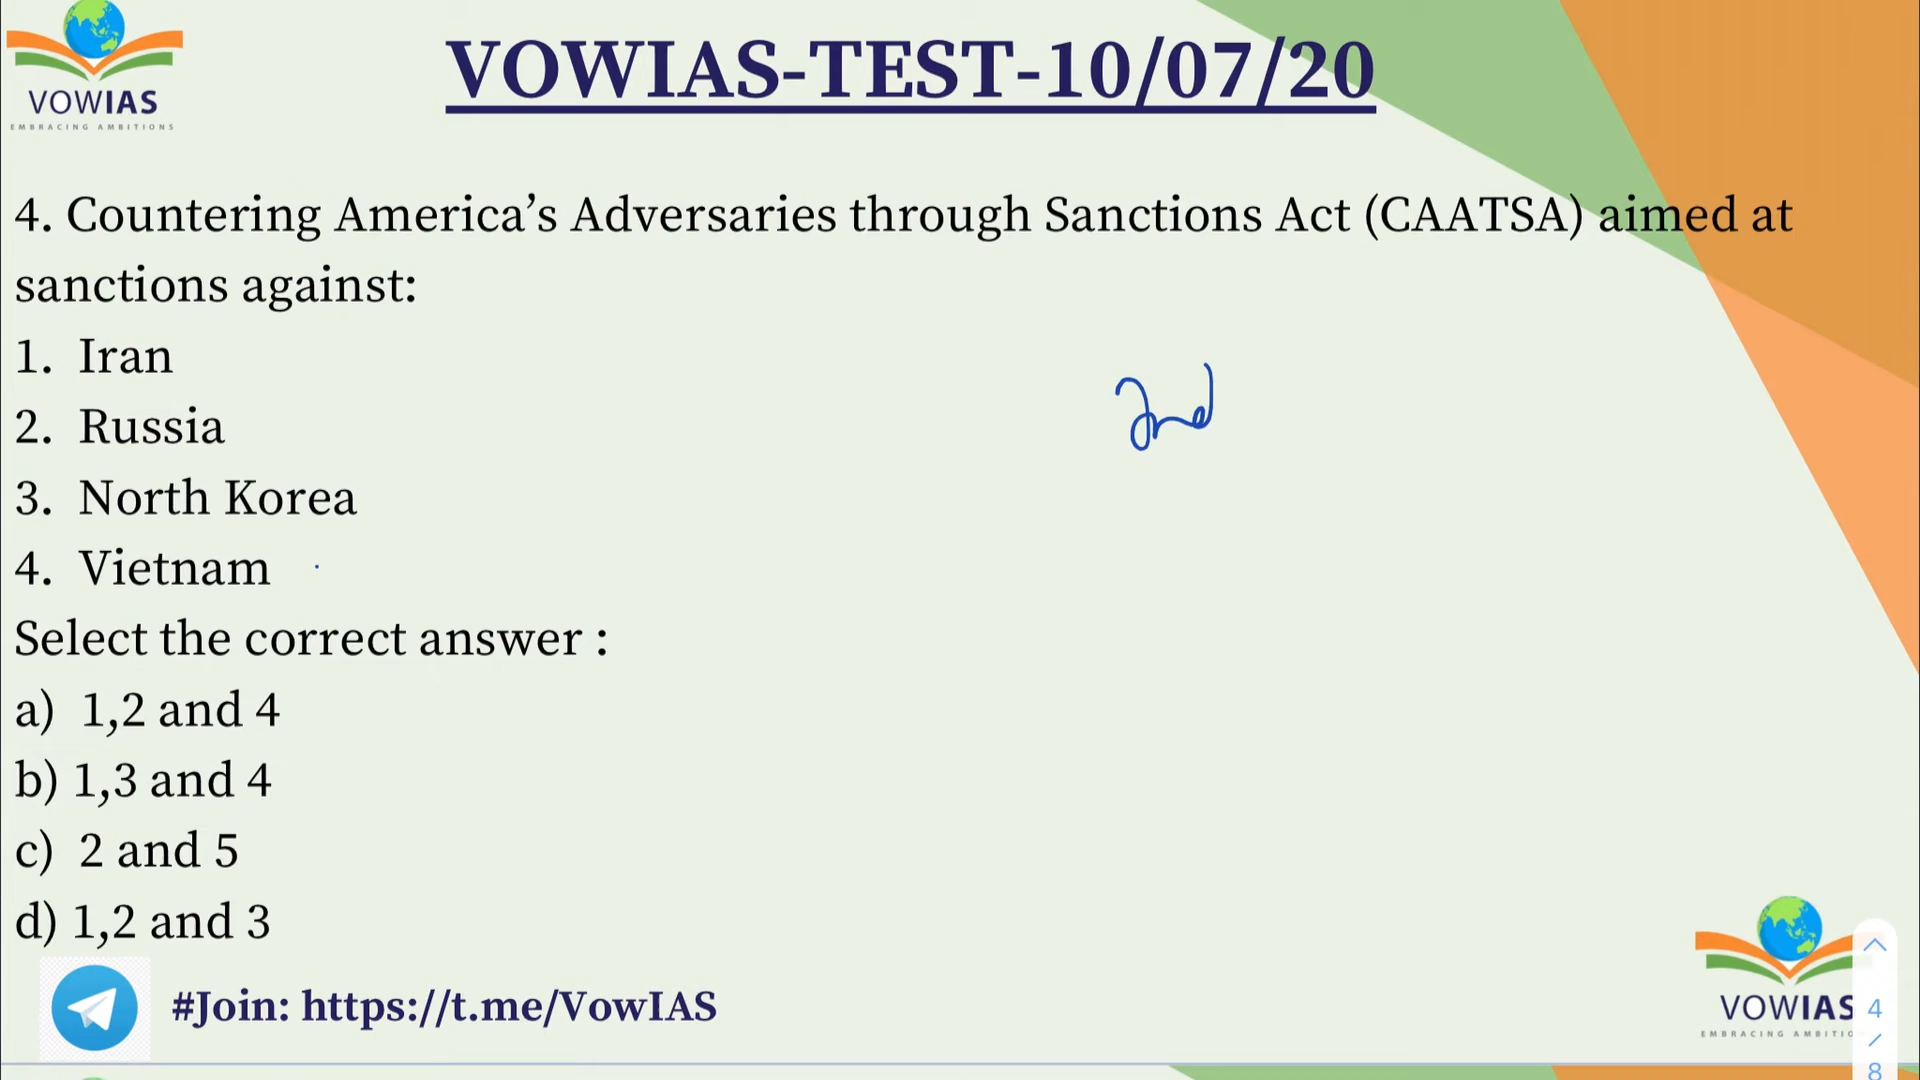 VOWIAS
EMBRACING AMBITIONS
VOWIAS-TEST-10/07/20
4. Countering America’s Adversaries through Sanctions Act (CAATSA) aimed at
sanctions against:
1. Iran
2. Russia
3. North Korea
4. Vietnam
Select the correct answer :
a) 1,2 and 4
b) 1,3 and 4
c) 2 and 5
d) 1,2 and 3
#Join: https://t.me/VowIAS
VOWIAS
EMBRACING AMBITIO
4
/
8